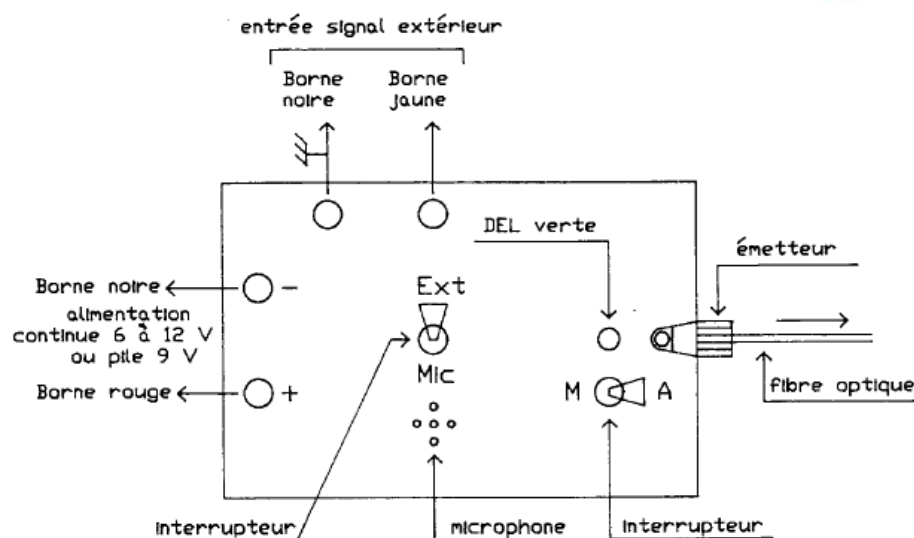 entrée signal extérieur
Borne noire
Borne jaune
DEL verte
émetteur
Borne noire
-
alimentation
continue 6 à 12 V
ou pile 9 V
Ext
Mic
M
A
Borne rouge
+
fibre optique
interrupteur
microphone
interrupteur